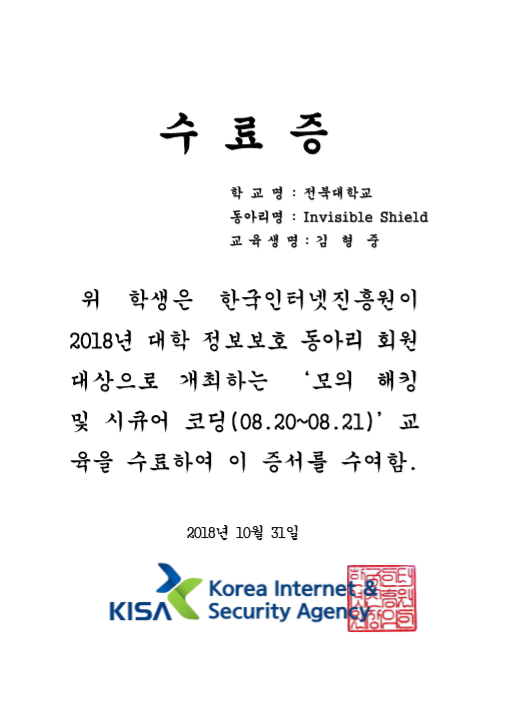 수 료 증
학 교 명 : 전북대학교
동아리명 : Invisible Shield
교 육 생 명 : 김 형 중
위 학생은 한국인터넷진흥원이
2018년 대학 정보보호 동아리 회원
대상으로 개최하는 ‘모의 해킹
및 시큐어 코딩(08.20~08.21)’ 교
육을 수료하여 이 증서를 수여함.
2018년 10월 31일
KISA Korea Internet &
Security Agency